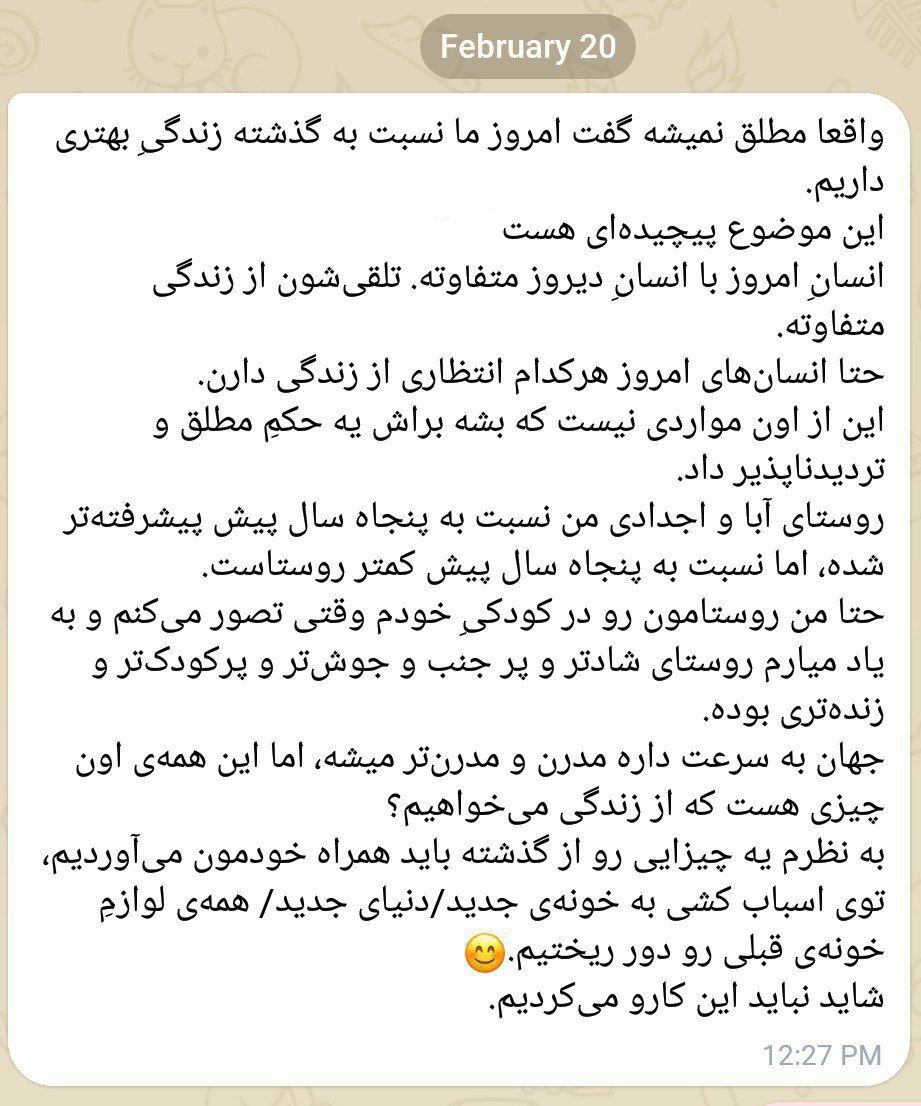 February 20
واقعا مطلق نمیشه گفت امروز ما نسبت به گذشته زندگیِ بهتری
داریم.
این موضوع پیچیده‌ای هست
انسانِ امروز با انسانِ دیروز متفاوته. تلقی‌شون از زندگی
متفاوته.
حتا انسان‌های امروز هرکدام انتظاری از زندگی دارن.
این از اون مواردی نیست که بشه براش یه حکمِ مطلق و
تردیدناپذیر داد.
روستای آبا و اجدادی من نسبت به پنجاه سال پیش پیشرفته‌تر
شده، اما نسبت به پنجاه سال پیش کمتر روستاست.
حتا من روستامون رو در کودکیِ خودم وقتی تصور می‌کنم و به
یاد میارم روستای شادتر و پر جنب و جوش‌تر و پرکودک‌تر و
زنده‌تری بوده.
جهان به سرعت داره مدرن و مدرن‌تر میشه، اما این همه‌ی اون
چیزی هست که از زندگی می‌خواهیم؟
به نظرم یه چیزایی رو از گذشته باید همراه خودمون می‌آوردیم،
توی اسباب کشی به خونه‌ی جدید/دنیای جدید/ همه‌ی لوازمِ
خونه‌ی قبلی رو دور ریختیم.😊
شاید نباید این کارو می‌کردیم.
12:27 PM